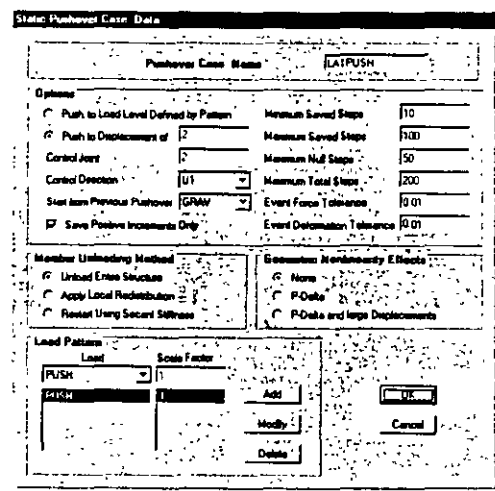 Static Pushover Case Data
Pushover Case Name LATPUSH
Options
Push to Load Level Defined by Pattern
Push to Displacement of 2
Control Joint 2
Control Direction U1
Start from Previous Pushover GRAV
Save Positive Increments Only
Minimum Saved Steps 10
Maximum Saved Steps 100
Maximum Null Steps 50
Maximum Total Steps 200
Event Force Tolerance 0.01
Event Deformation Tolerance 0.01
Member Unloading Method
Unload Entire Structure
Apply Local Redistribution
Restart Using Secant Stiffness
Geometric Nonlinearity Effects
None
P-Delta
P-Delta and large Displacements
Load Pattern
Load Scale Factor
PUSH 1
PUSH 1
Add
Modify
Delete
OK
Cancel